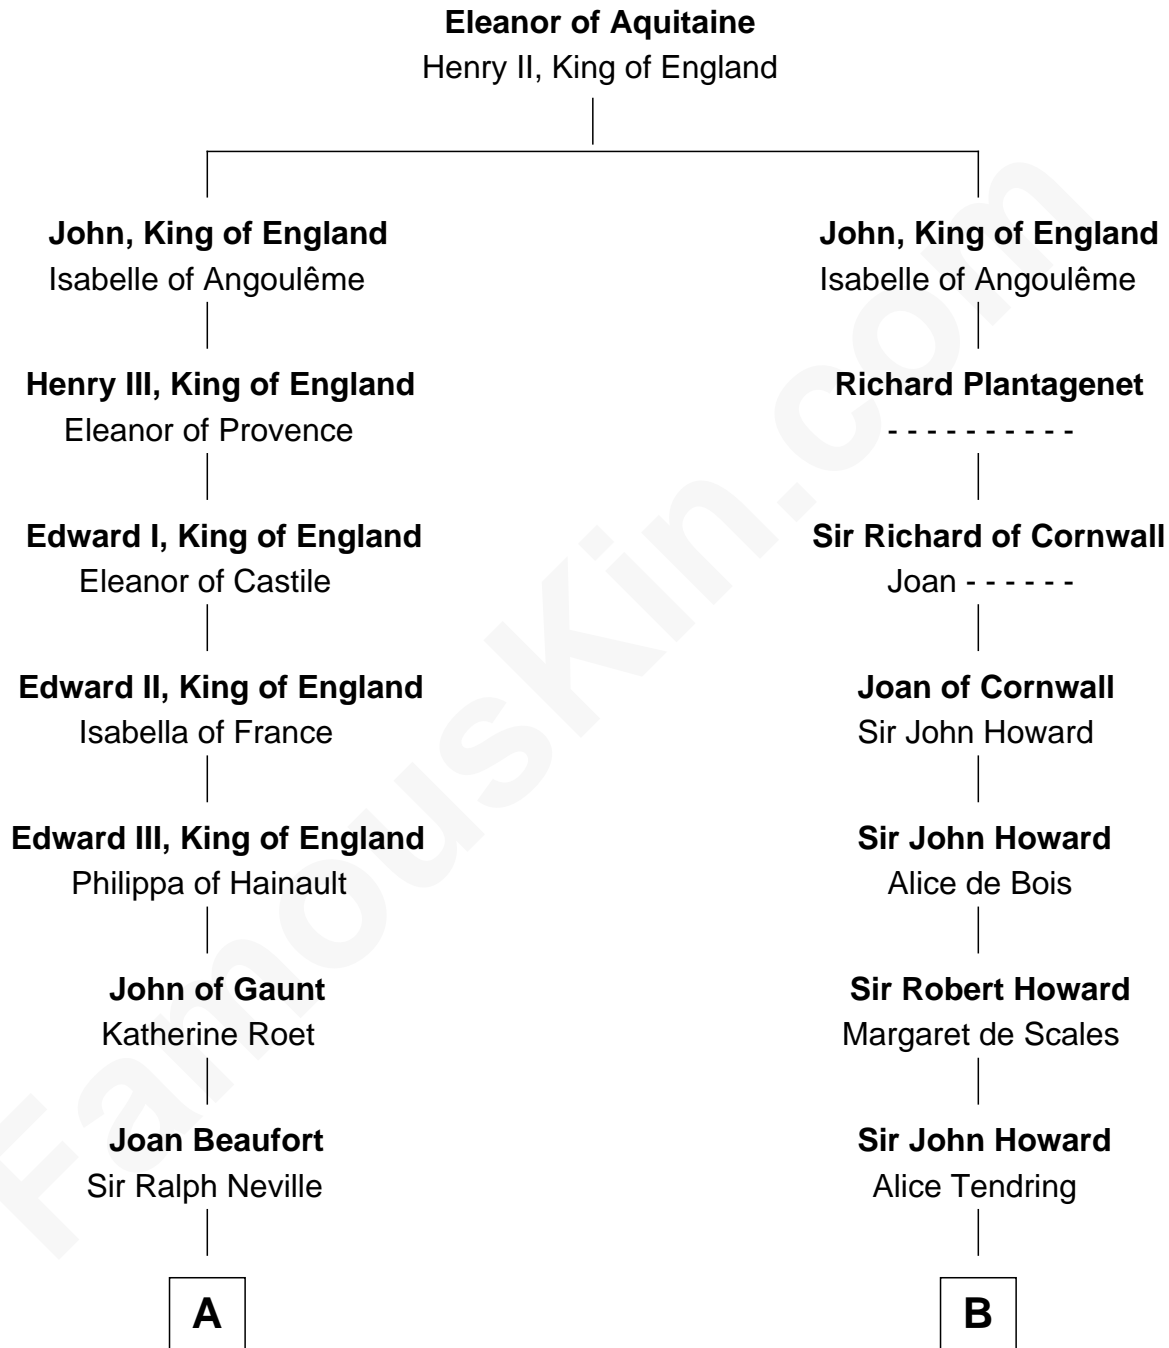 Eleanor of Aquitaine
Henry II, King of England
John, King of England
Isabelle of Angoulême
Henry III, King of England
Eleanor of Provence
Edward I, King of England
Eleanor of Castile
Edward II, King of England
Isabella of France
Edward III, King of England
Philippa of Hainault
John of Gaunt
Katherine Roet
Joan Beaufort
Sir Ralph Neville
A
John, King of England
Isabelle of Angoulême
Richard Plantagenet
- - - - - - - - - -
Sir Richard of Cornwall
Joan - - - - - -
Joan of Cornwall
Sir John Howard
Sir John Howard
Alice de Bois
Sir Robert Howard
Margaret de Scales
Sir John Howard
Alice Tendring
B
FamousKin.com